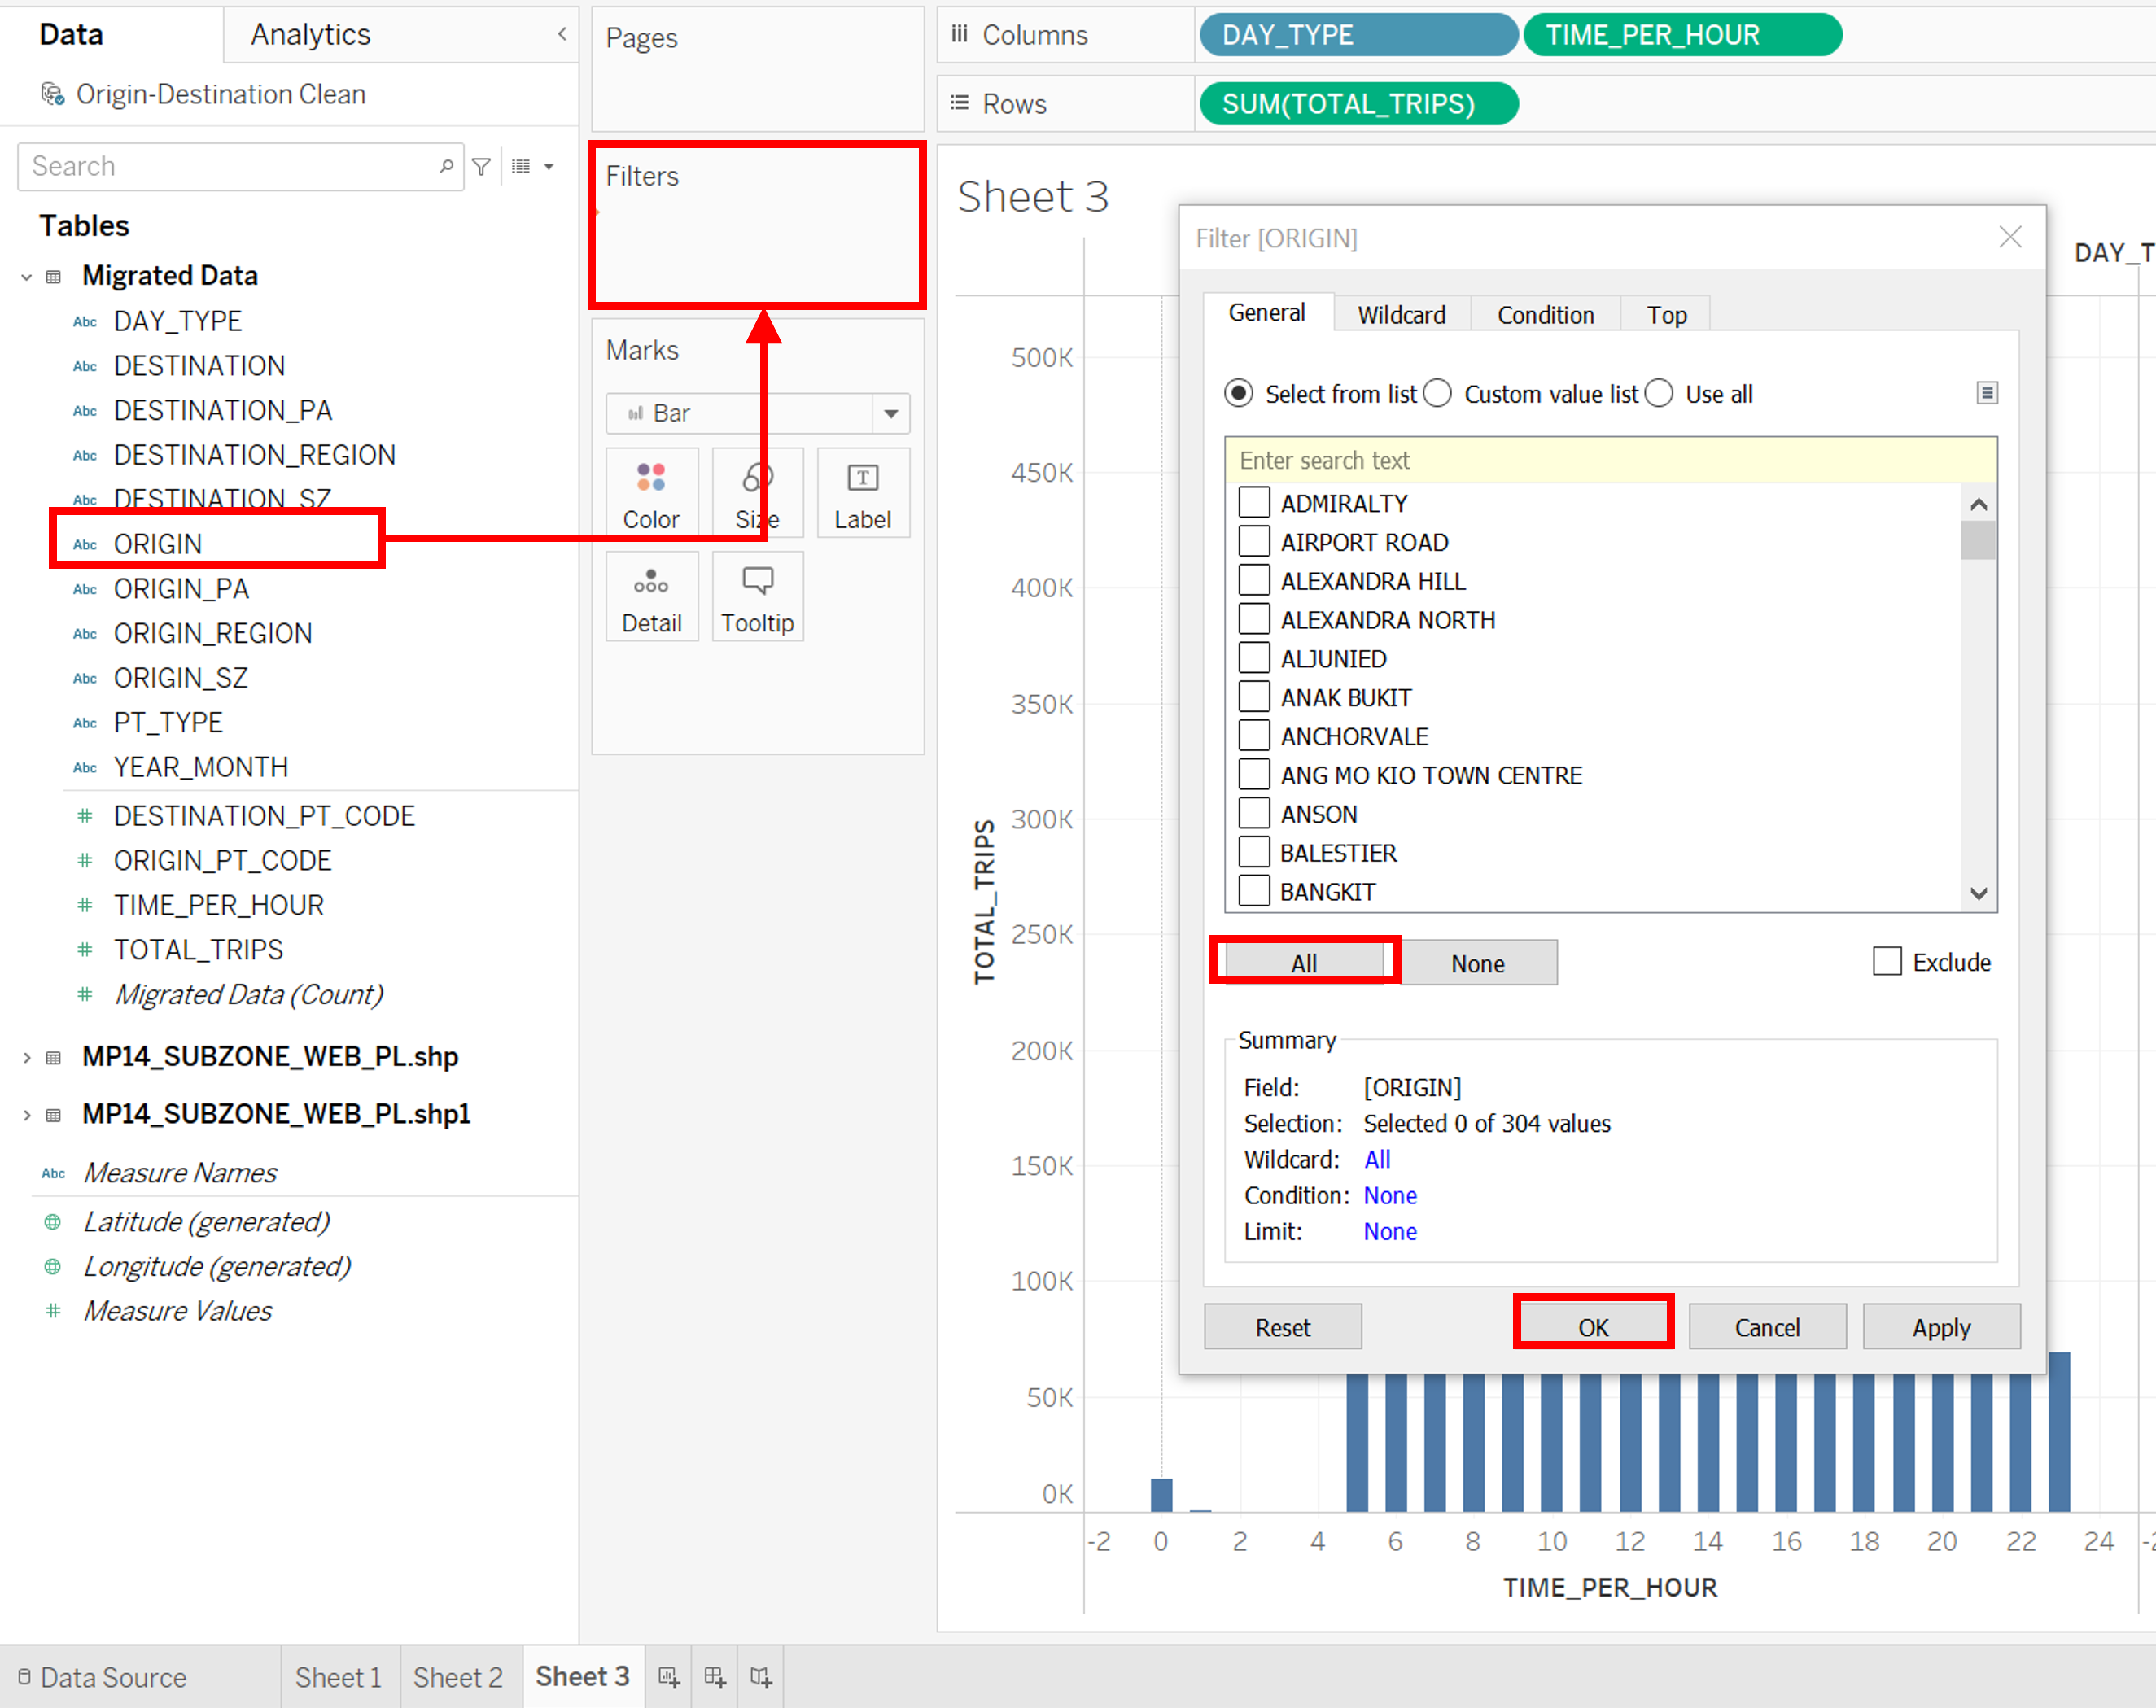 Data
Analytics
Origin-Destination Clean
Search
Tables
Migrated Data
Abc DAY_TYPE
Abc DESTINATION
Abc DESTINATION_PA
Abc DESTINATION_REGION
Abc DESTINATION_SZ
Abc ORIGIN
Abc ORIGIN_PA
Abc ORIGIN_REGION
Abc ORIGIN_SZ
Abc PT_TYPE
Abc YEAR_MONTH
# DESTINATION_PT_CODE
# ORIGIN_PT_CODE
# TIME_PER_HOUR
# TOTAL_TRIPS
# Migrated Data (Count)
MP14_SUBZONE_WEB_PL.shp
MP14_SUBZONE_WEB_PL.shp1
Abc Measure Names
Latitude (generated)
Longitude (generated)
# Measure Values
Pages
Filters
Marks
Bar
Color
Size
Label
Detail
Tooltip
Columns DAY_TYPE TIME_PER_HOUR
Rows SUM(TOTAL_TRIPS)
Sheet 3
DAY_T
TOTAL_TRIPS
500K
450K
400K
350K
300K
250K
200K
150K
100K
50K
0K
-2 0 2 4 6 8 10 12 14 16 18 20 22 24 -2
TIME_PER_HOUR
Filter [ORIGIN]
General Wildcard Condition Top
Select from list Custom value list Use all
Enter search text
ADMIRALTY
AIRPORT ROAD
ALEXANDRA HILL
ALEXANDRA NORTH
ALJUNIED
ANAK BUKIT
ANCHORVALE
ANG MO KIO TOWN CENTRE
ANSON
BALESTIER
BANGKIT
All None Exclude
Summary
Field: [ORIGIN]
Selection: Selected 0 of 304 values
Wildcard: All
Condition: None
Limit: None
Reset OK Cancel Apply
Data Source Sheet 1 Sheet 2 Sheet 3